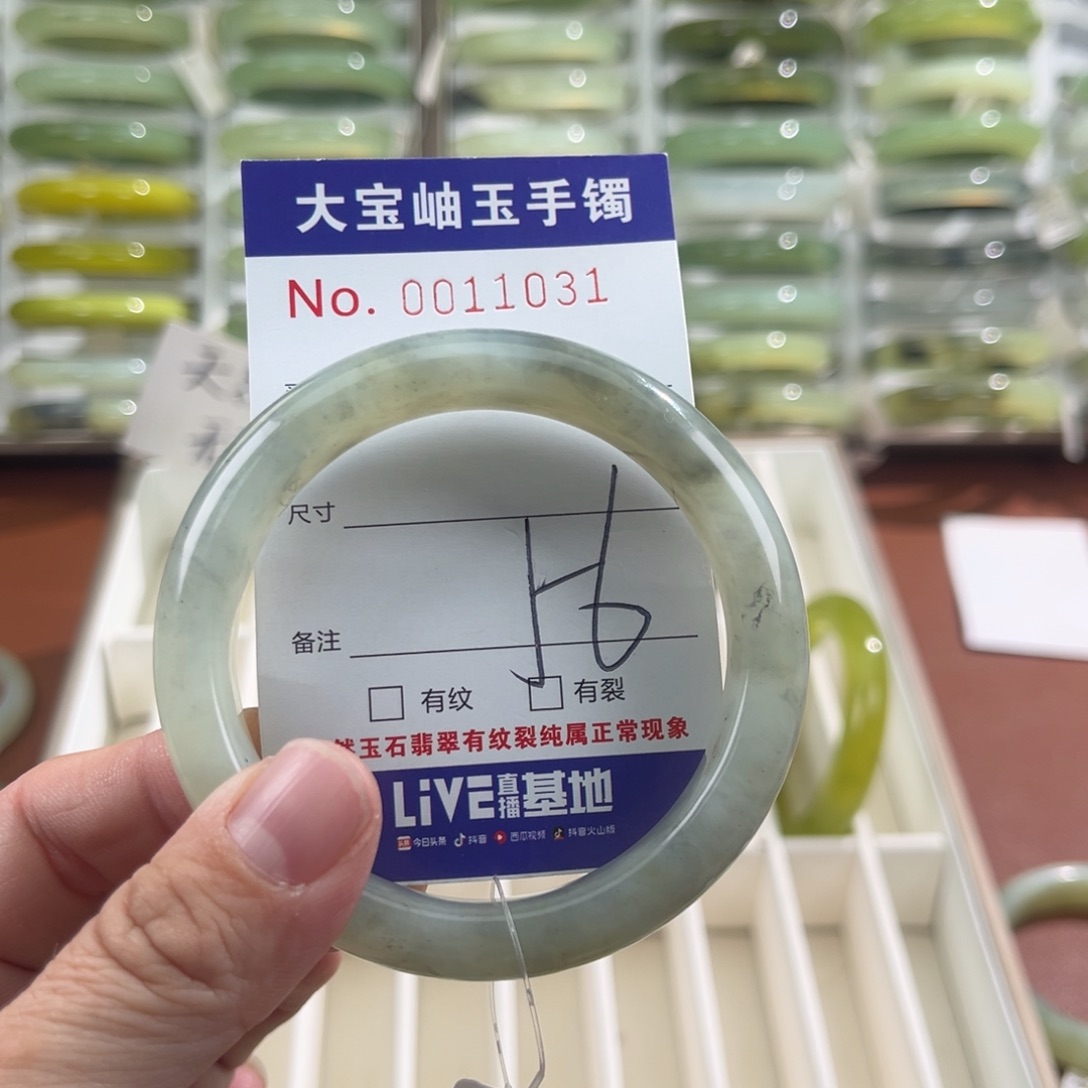 大宝岫玉手镯
No. 0011031
尺寸
56
备注
有纹
有裂
然玉石翡翠有纹裂纯属正常现象
LiVE直播基地
今日头条 抖音 西瓜视频 抖音火山版